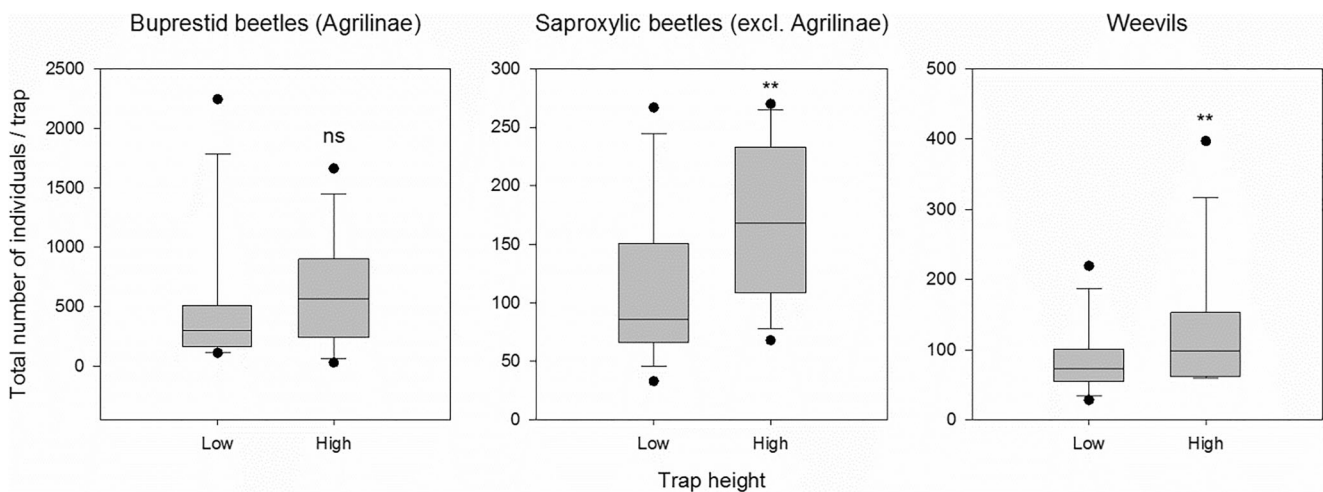 Buprestid beetles (Agrilinae)
Saproxylic beetles (excl. Agrilinae)
Weevils
Total number of individuals / trap
2500
2000
1500
1000
500
0
ns
Low
High
300
250
200
150
100
50
0
**
Low
High
500
400
300
200
100
0
**
Low
High
Trap height